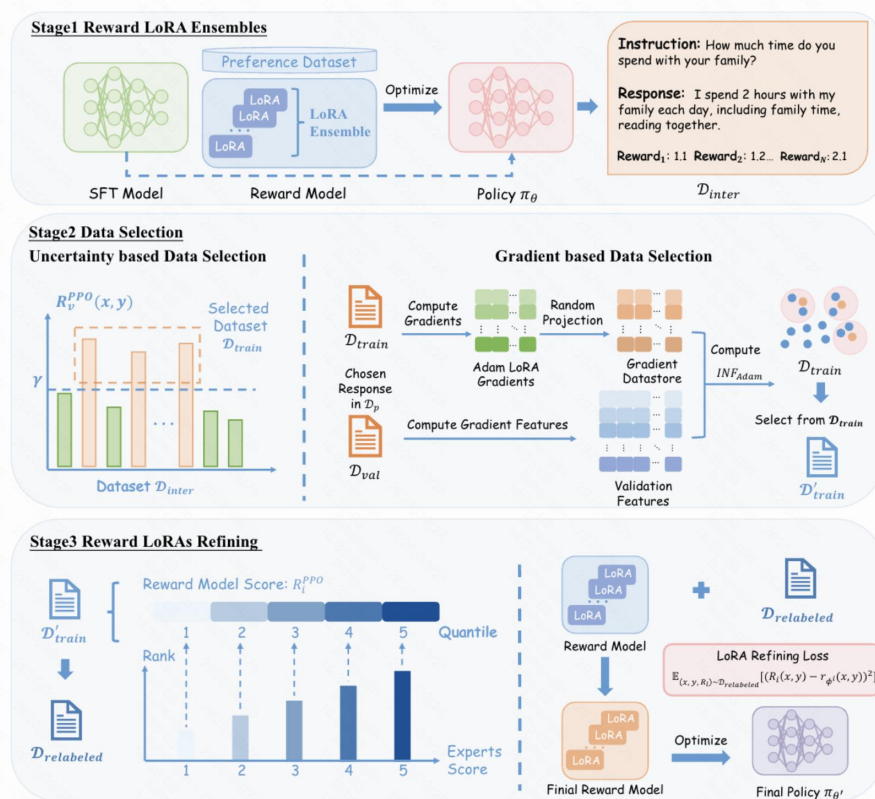 Stage1 Reward LoRA Ensembles
Preference Dataset
LoRA
LoRA
...
LoRA
LoRA
Ensemble
Optimize
SFT Model
Reward Model
Policy π_θ
Instruction: How much time do you
spend with your family?
Response: I spend 2 hours with my
family each day, including family time,
reading together.
Reward₁: 1.1 Reward₂: 1.2... Reward_N: 2.1
𝒟_inter
Stage2 Data Selection
Uncertainty based Data Selection
R_v^PPO(x, y)
Selected
Dataset
𝒟_train
γ
...
Dataset 𝒟_inter
Gradient based Data Selection
𝒟_train
Compute
Gradients
Adam LoRA
Gradients
Random
Projection
Gradient
Datastore
Compute
INF_Adam
𝒟_train
Chosen
Response
in 𝒟_p
𝒟_val
Compute Gradient Features
Validation
Features
Select from 𝒟_train
𝒟'_train
Stage3 Reward LoRAs Refining
𝒟'_train
𝒟_relabeled
Reward Model Score: R_i^PPO
1 2 3 4 5
Quantile
Rank
1 2 3 4 5
Experts
Score
LoRA
LoRA
...
LoRA
Reward Model
𝒟_relabeled
LoRA Refining Loss
𝔼_(x, y, R_i)~𝒟_relabeled[(R_i(x, y) − r_ϕ^i(x, y))²]
LoRA
LoRA
...
LoRA
Finial Reward Model
Optimize
Final Policy π_θ'